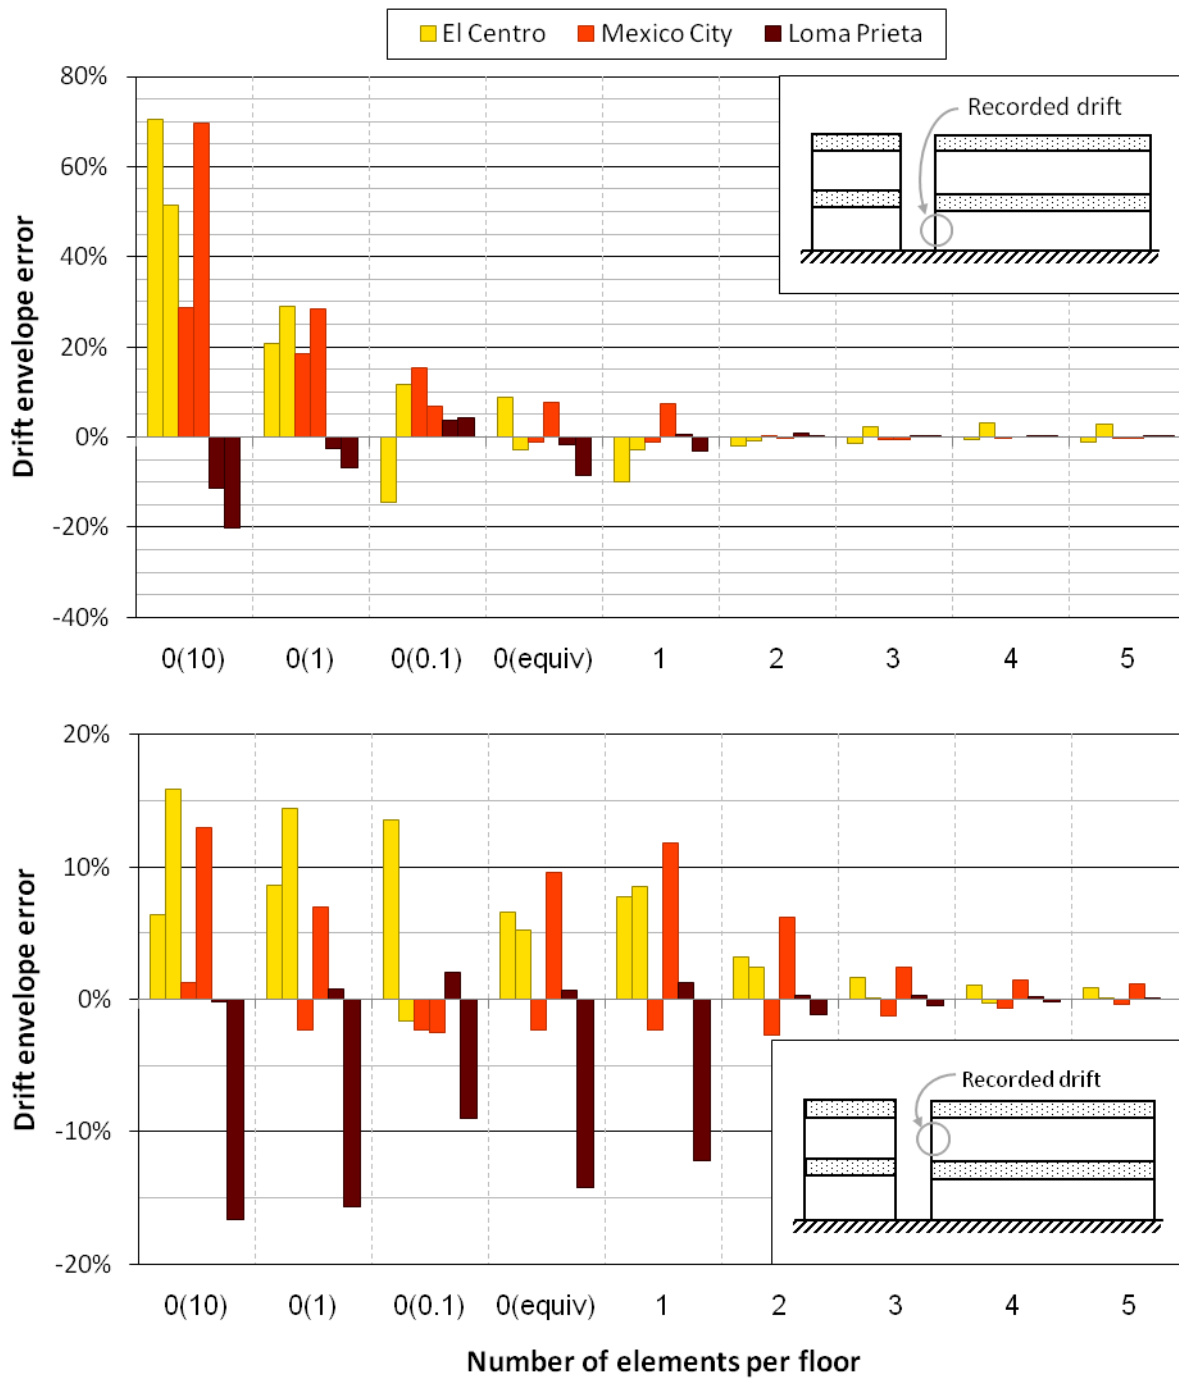 El Centro Mexico City Loma Prieta
80%
60%
40%
20%
0%
-20%
-40%
Drift envelope error
Recorded drift
0(10) 0(1) 0(0.1) 0(equiv) 1 2 3 4 5
20%
10%
0%
-10%
-20%
Drift envelope error
Recorded drift
0(10) 0(1) 0(0.1) 0(equiv) 1 2 3 4 5
Number of elements per floor